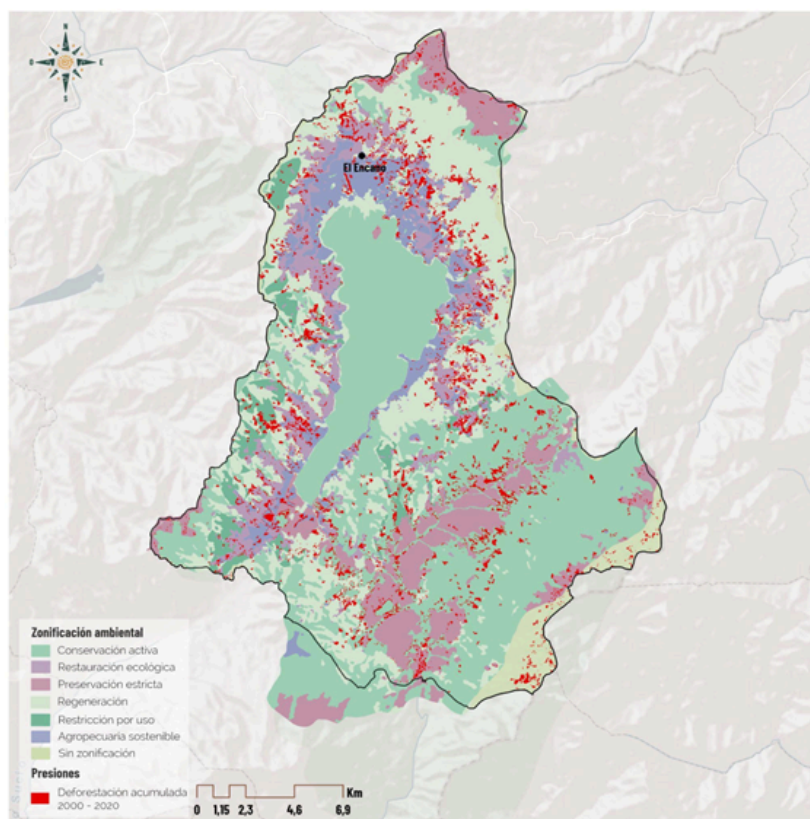 N
O E
S
El Encano
Zonificación ambiental
Conservación activa
Restauración ecológica
Preservación estricta
Regeneración
Restricción por uso
Agropecuaria sostenible
Sin zonificación
Presiones
Deforestación acumulada
2000 - 2020
Km
0 1,15 2,3 4,6 6,9